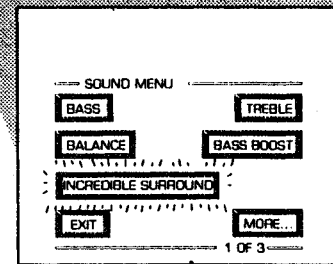 SOUND MENU
BASS TREBLE
BALANCE BASS BOOST
INCREDIBLE SURROUND
EXIT MORE...
1 OF 3